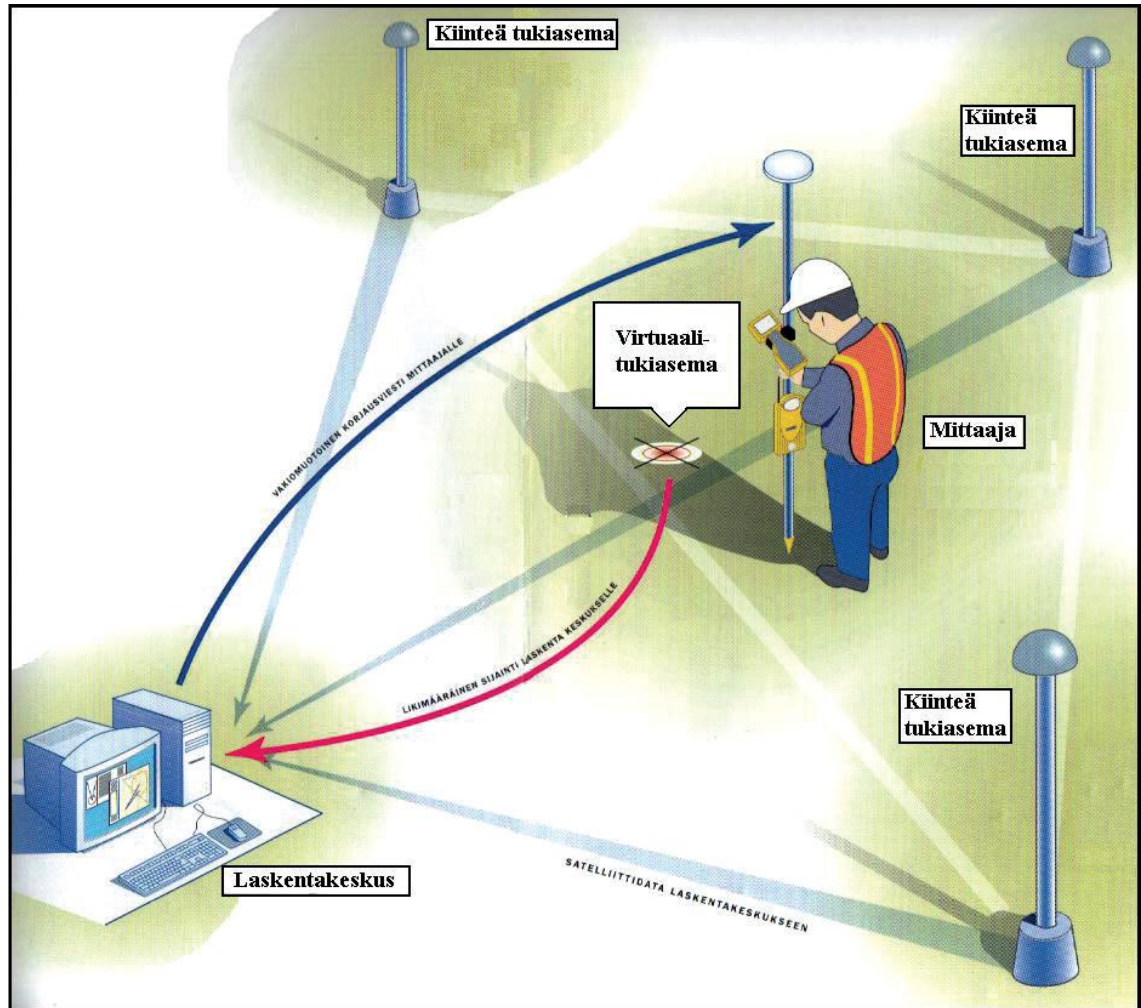 Kiinteä tukiasema
Kiinteä
tukiasema
Virtuaali-
tukiasema
Mittaaja
VAKIOMUOTOINEN KORJAUSVIESTI MITTAAJALLE
LIKIMÄÄRÄINEN SIJAINTI LASKENTA KESKUKSELLE
Kiinteä
tukiasema
Laskentakeskus
SATELLIITTIDATA LASKENTAKESKUKSEEN